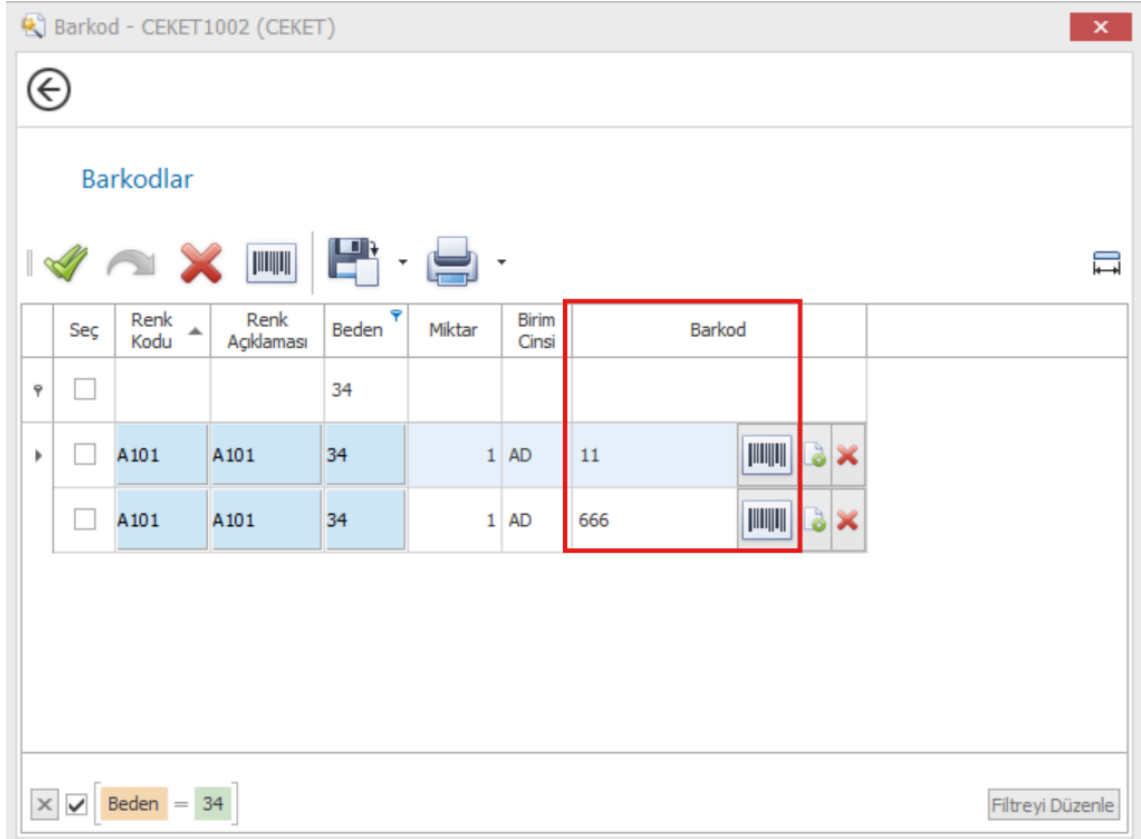 Barkod - CEKET1002 (CEKET)
Barkodlar
Seç Renk Kodu Renk Açıklaması Beden Miktar Birim Cinsi Barkod
34
A101 A101 34 1 AD 11
A101 A101 34 1 AD 666
Beden = 34 Filtreyi Düzenle